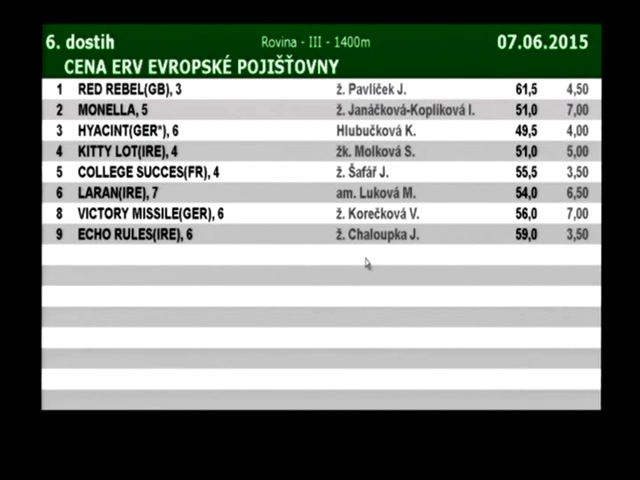 6. dostih Rovina - III - 1400m 07.06.2015
CENA ERV EVROPSKÉ POJIŠŤOVNY
1 RED REBEL(GB), 3 ž. Pavlíček J. 61,5 4,50
2 MONELLA, 5 ž. Janáčková-Koplíková I. 51,0 7,00
3 HYACINT(GER*), 6 Hlubučková K. 49,5 4,00
4 KITTY LOT(IRE), 4 žk. Molková S. 51,0 5,00
5 COLLEGE SUCCES(FR), 4 ž. Šafář J. 55,5 3,50
6 LARAN(IRE), 7 am. Luková M. 54,0 6,50
8 VICTORY MISSILE(GER), 6 ž. Korečková V. 56,0 7,00
9 ECHO RULES(IRE), 6 ž. Chaloupka J. 59,0 3,50